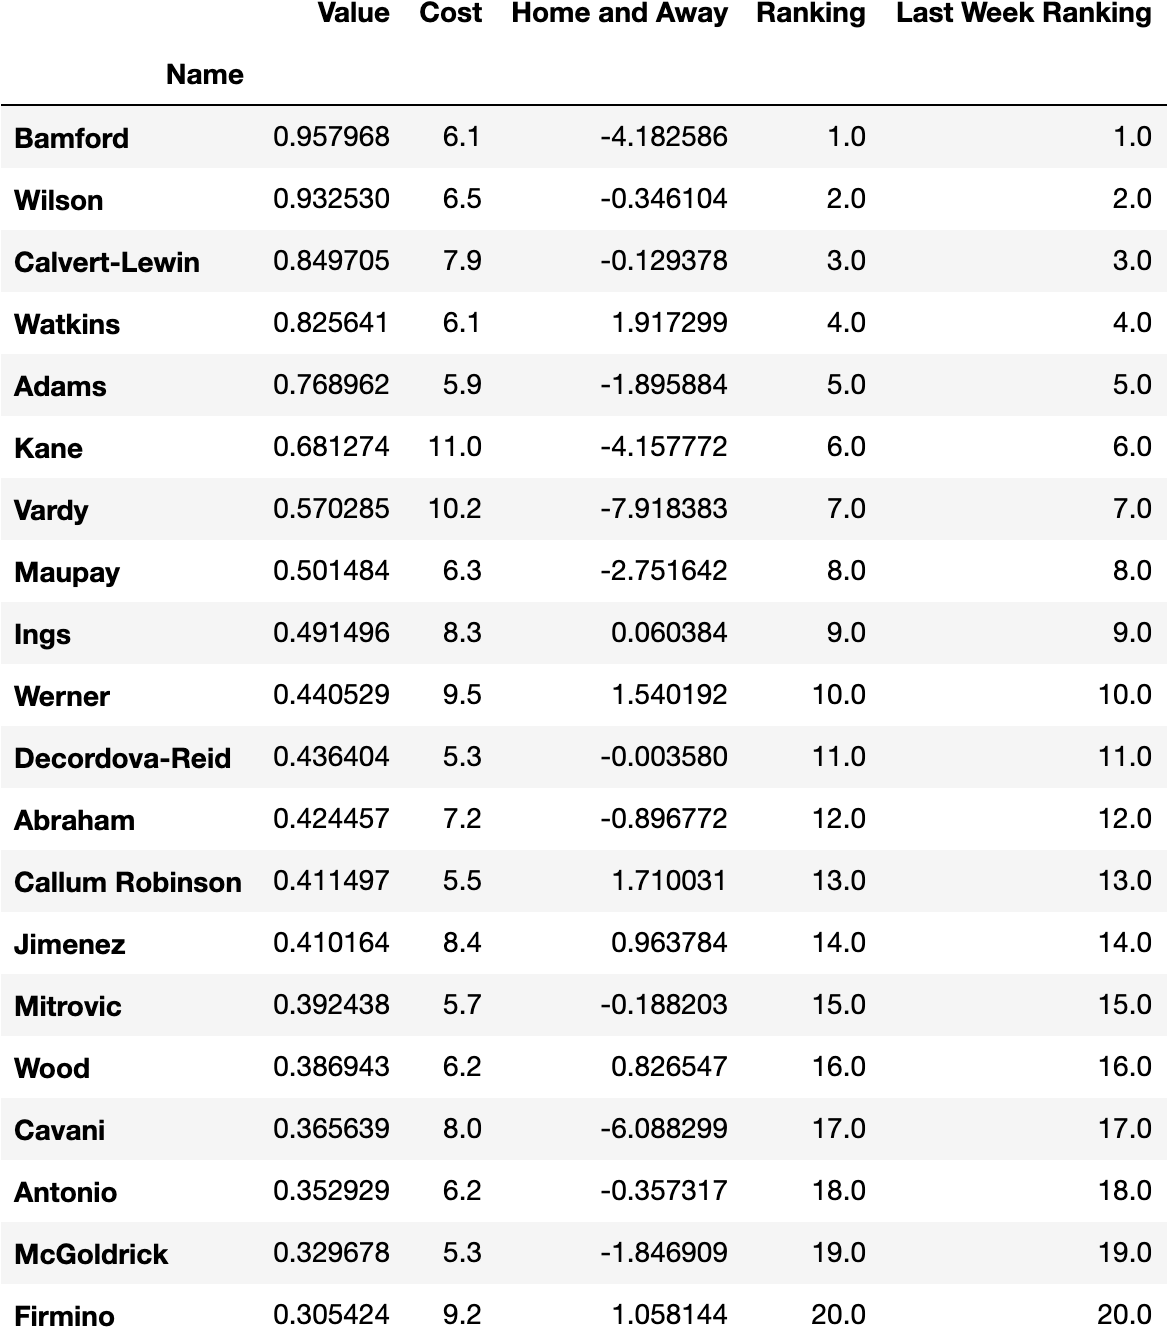 Value Cost Home and Away Ranking Last Week Ranking
Name
Bamford 0.957968 6.1 -4.182586 1.0 1.0
Wilson 0.932530 6.5 -0.346104 2.0 2.0
Calvert-Lewin 0.849705 7.9 -0.129378 3.0 3.0
Watkins 0.825641 6.1 1.917299 4.0 4.0
Adams 0.768962 5.9 -1.895884 5.0 5.0
Kane 0.681274 11.0 -4.157772 6.0 6.0
Vardy 0.570285 10.2 -7.918383 7.0 7.0
Maupay 0.501484 6.3 -2.751642 8.0 8.0
Ings 0.491496 8.3 0.060384 9.0 9.0
Werner 0.440529 9.5 1.540192 10.0 10.0
Decordova-Reid 0.436404 5.3 -0.003580 11.0 11.0
Abraham 0.424457 7.2 -0.896772 12.0 12.0
Callum Robinson 0.411497 5.5 1.710031 13.0 13.0
Jimenez 0.410164 8.4 0.963784 14.0 14.0
Mitrovic 0.392438 5.7 -0.188203 15.0 15.0
Wood 0.386943 6.2 0.826547 16.0 16.0
Cavani 0.365639 8.0 -6.088299 17.0 17.0
Antonio 0.352929 6.2 -0.357317 18.0 18.0
McGoldrick 0.329678 5.3 -1.846909 19.0 19.0
Firmino 0.305424 9.2 1.058144 20.0 20.0